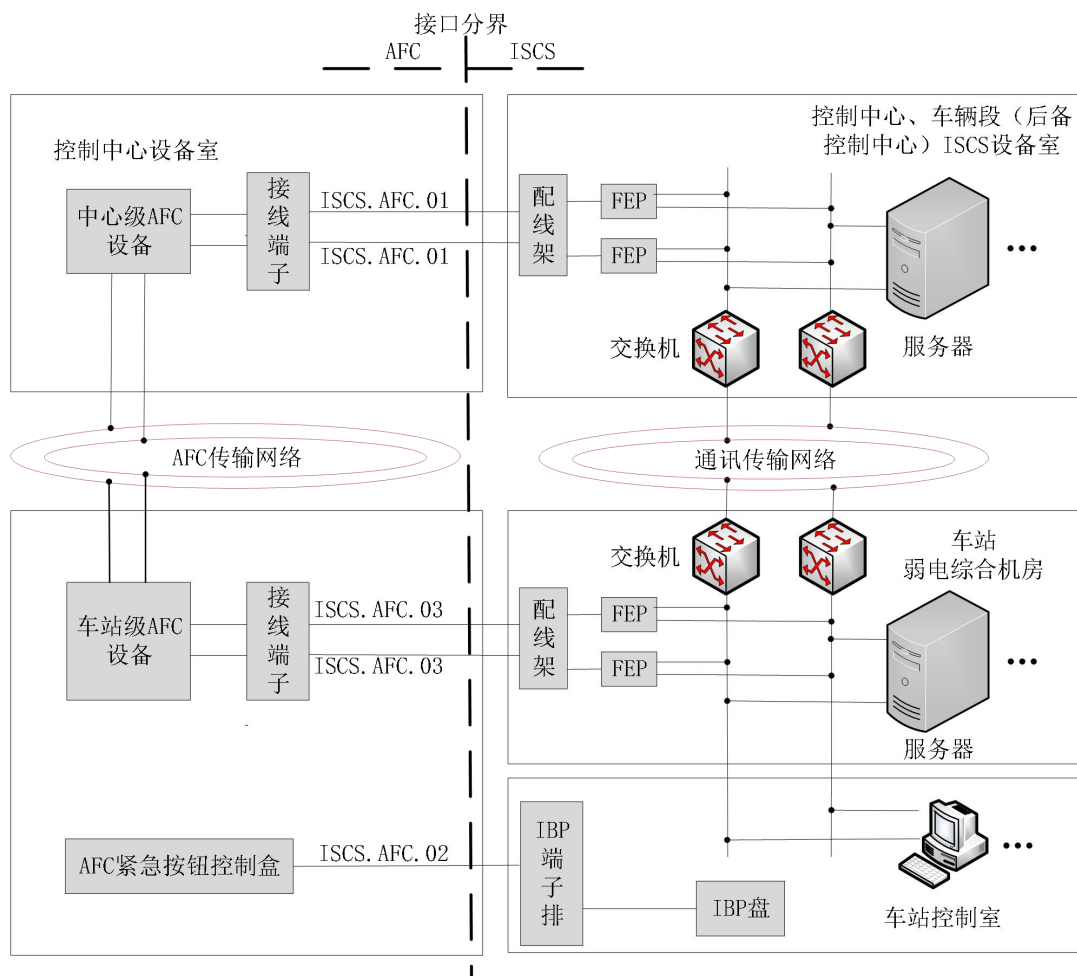 接口分界
AFC
ISCS
控制中心设备室
中心级AFC
设备
接
线
端
子
ISCS.AFC.01
ISCS.AFC.01
配
线
架
FEP
FEP
控制中心、车辆段（后备
控制中心）ISCS设备室
交换机
服务器
AFC传输网络
通讯传输网络
车站级AFC
设备
接
线
端
子
ISCS.AFC.03
ISCS.AFC.03
配
线
架
FEP
FEP
交换机
车站
弱电综合机房
服务器
AFC紧急按钮控制盒
ISCS.AFC.02
IBP
端
子
排
IBP盘
车站控制室